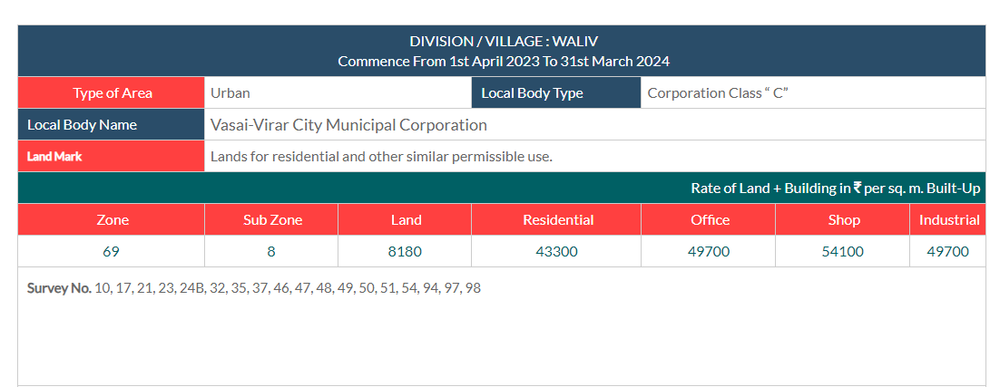 DIVISION / VILLAGE : WALIV
Commence From 1st April 2023 To 31st March 2024
Type of Area Urban Local Body Type Corporation Class “ C”
Local Body Name Vasai-Virar City Municipal Corporation
Land Mark Lands for residential and other similar permissible use.
Rate of Land + Building in ₹ per sq. m. Built-Up
Zone Sub Zone Land Residential Office Shop Industrial
69 8 8180 43300 49700 54100 49700
Survey No. 10, 17, 21, 23, 24B, 32, 35, 37, 46, 47, 48, 49, 50, 51, 54, 94, 97, 98